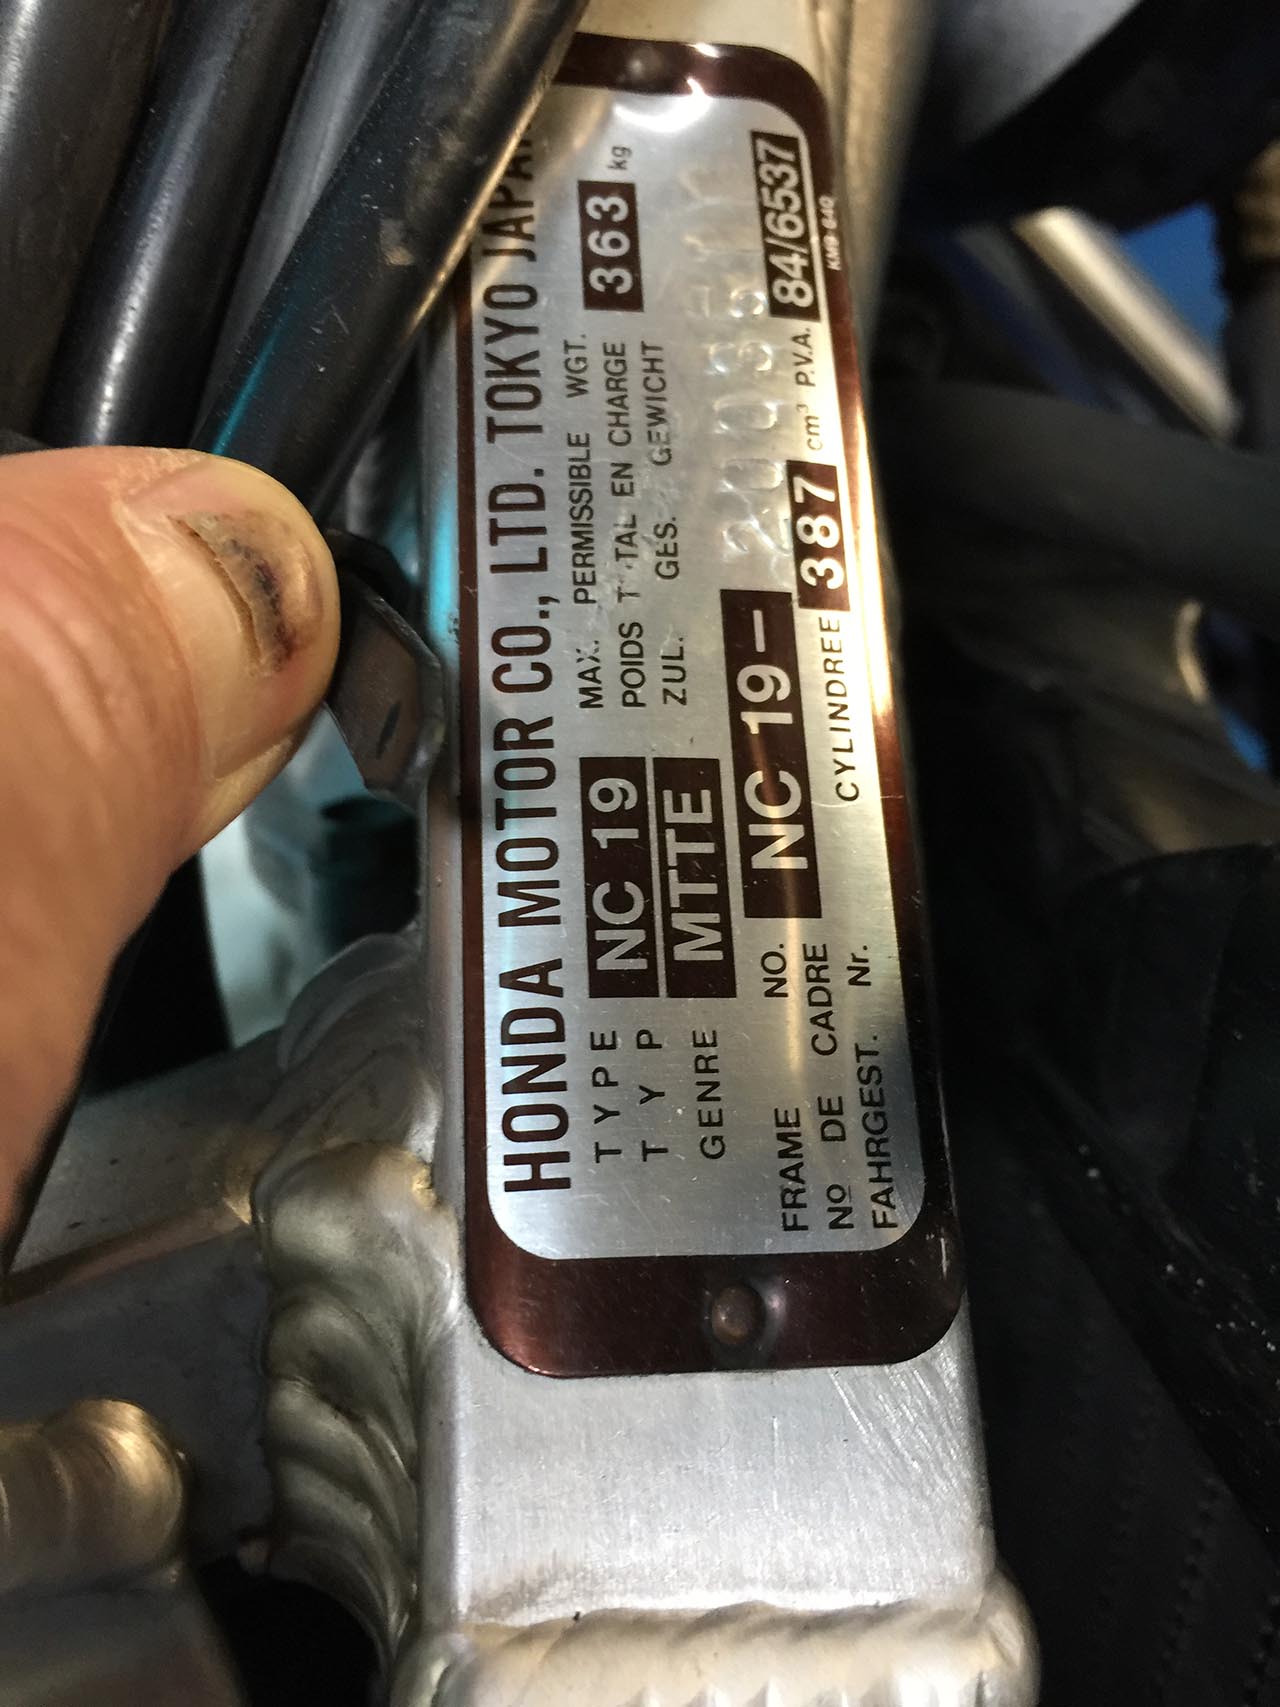 HONDA MOTOR CO., LTD. TOKYO JAPAN
TYPE NC 19 MAX. PERMISSIBLE WGT. 363 kg
TYP POIDS T TAL EN CHARGE
GENRE MTTE ZUL. GES. GEWICHT
FRAME NO. NC 19-
No DE CADRE
FAHRGEST. Nr.
CYLINDREE 387 cm³ P.V.A. 84/6537
KM9 640